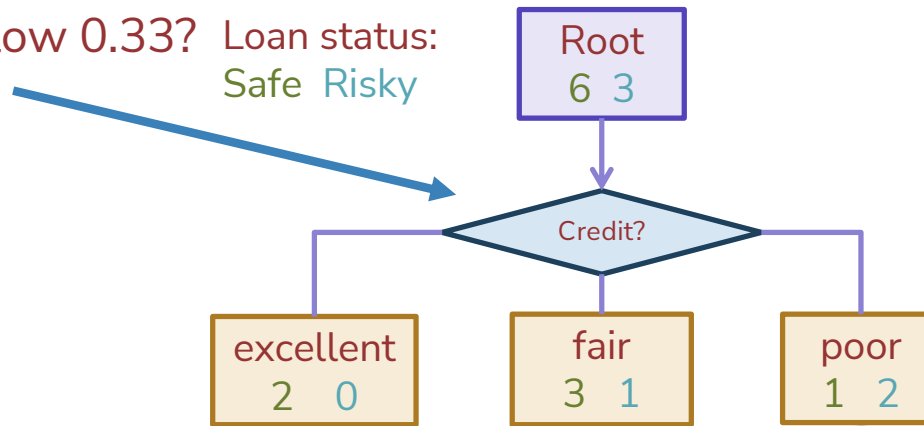 low 0.33?
Loan status:
Safe Risky
Root
6 3
Credit?
excellent
2 0
fair
3 1
poor
1 2